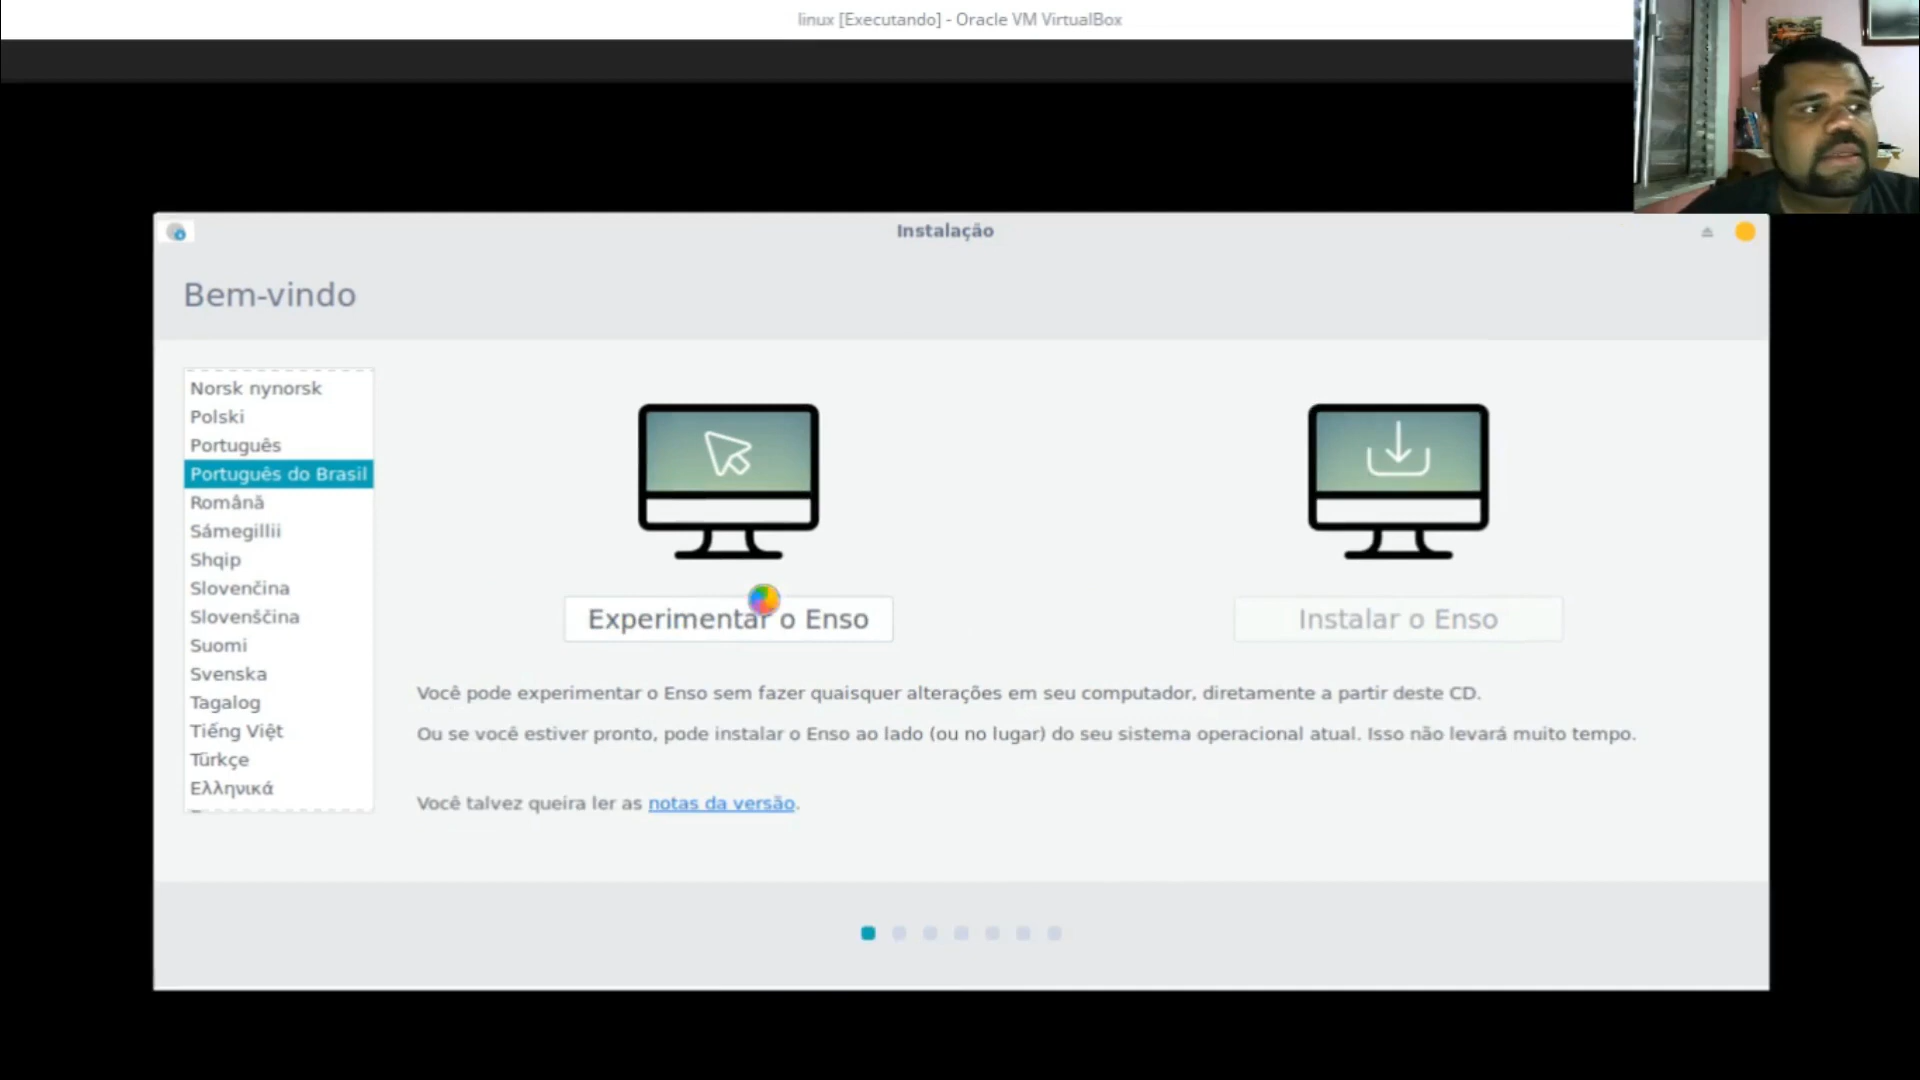 linux [Executando] - Oracle VM VirtualBox
Instalação
Bem-vindo
Norsk nynorsk
Polski
Português
Português do Brasil
Română
Sámegillii
Shqip
Slovenčina
Slovenščina
Suomi
Svenska
Tagalog
Tiếng Việt
Türkçe
Ελληνικά
Experimentar o Enso
Instalar o Enso
Você pode experimentar o Enso sem fazer quaisquer alterações em seu computador, diretamente a partir deste CD.
Ou se você estiver pronto, pode instalar o Enso ao lado (ou no lugar) do seu sistema operacional atual. Isso não levará muito tempo.
Você talvez queira ler as notas da versão.